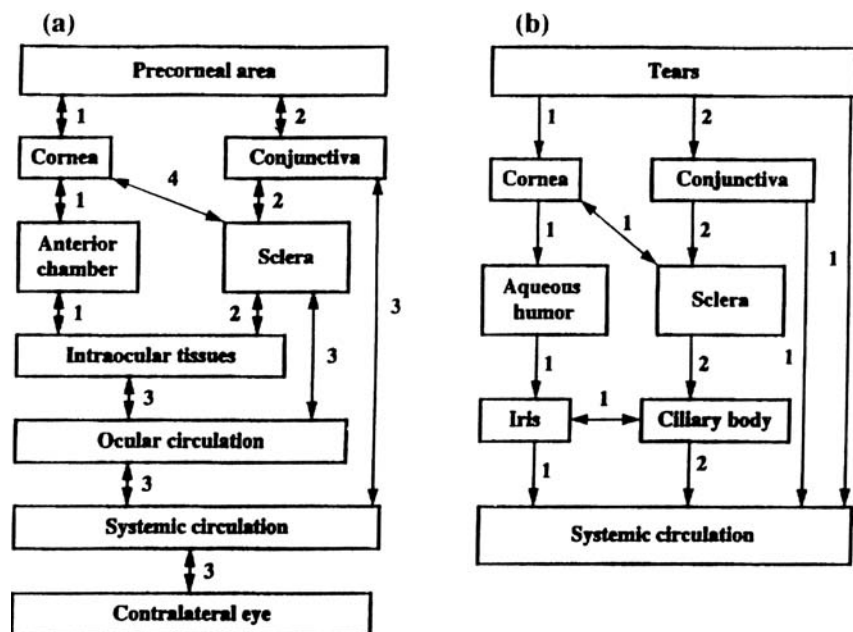 (a)
Precorneal area
1
2
Cornea
Conjunctiva
4
1
2
Anterior
chamber
Sclera
1
2
3
3
Intraocular tissues
3
Ocular circulation
3
Systemic circulation
3
Contralateral eye
(b)
Tears
1
2
Cornea
Conjunctiva
1
1
2
1
Aqueous
humor
Sclera
1
1
2
Iris
1
Ciliary body
1
2
Systemic circulation